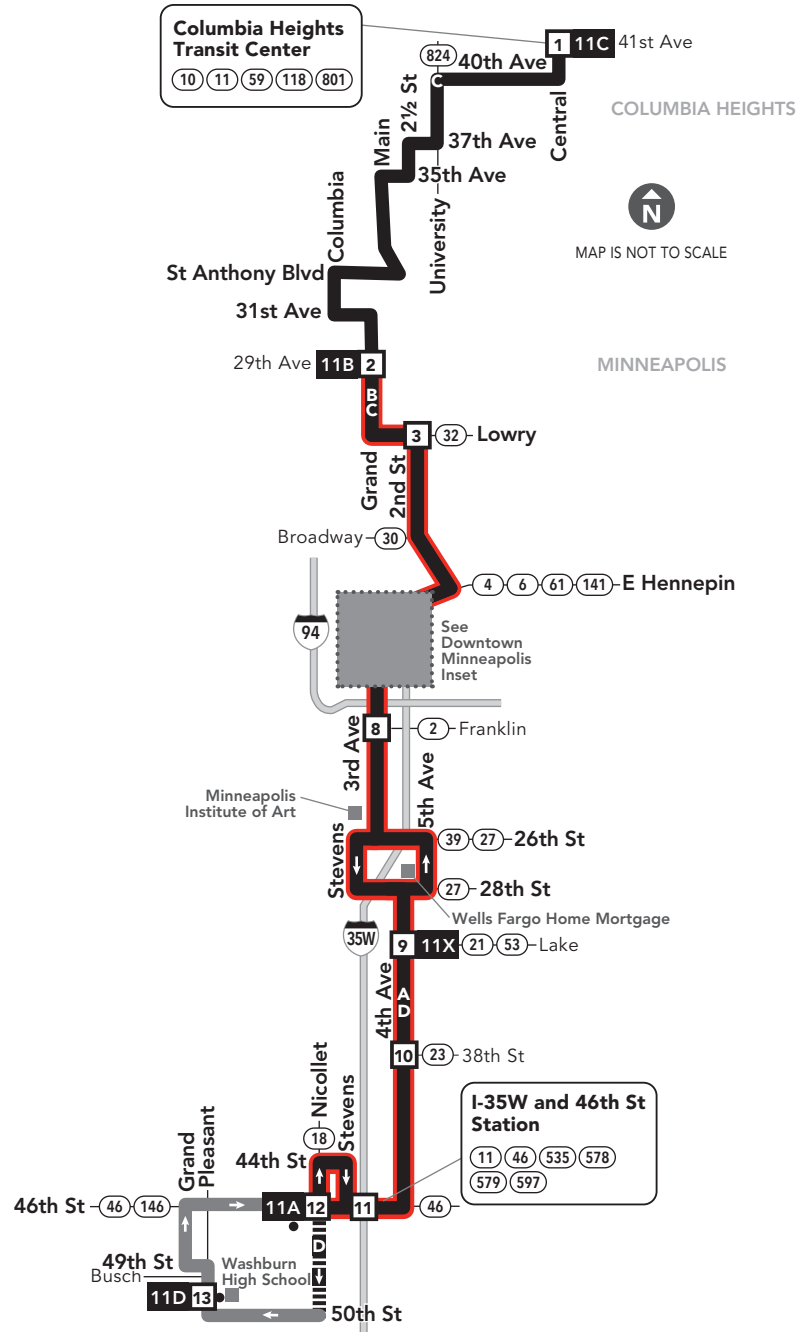 Columbia Heights
Transit Center
10 11 59 118 801
1 11C 41st Ave
824
40th Ave
C
Central
COLUMBIA HEIGHTS
2½ St
37th Ave
Main
35th Ave
University
N
MAP IS NOT TO SCALE
Columbia
St Anthony Blvd
31st Ave
29th Ave 11B 2
MINNEAPOLIS
B
C
3 32 Lowry
Grand
2nd St
Broadway 30
4 6 61 141 E Hennepin
94
See
Downtown
Minneapolis
Inset
8 2 Franklin
3rd Ave
5th Ave
Minneapolis
Institute of Art
Stevens
39 27 26th St
27 28th St
Wells Fargo Home Mortgage
35W
9 11X 21 53 Lake
4th Ave
A
D
10 23 38th St
Nicollet
Stevens
18
44th St
I-35W and 46th St
Station
11 46 535 578
579 597
Grand
Pleasant
46th St 46 146 11A 12 11 46
D
49th St
Busch
Washburn
High School
11D 13
50th St